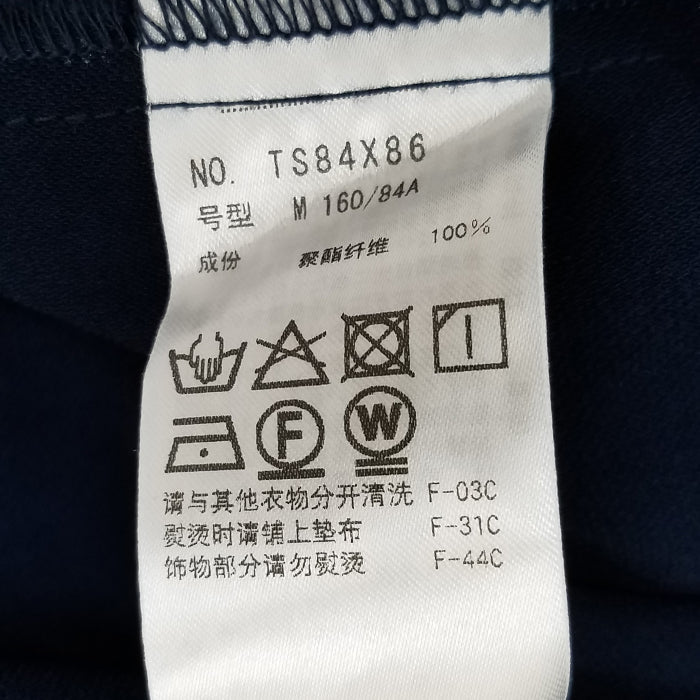 NO. TS84X86
号型 M 160/84A
成份 聚酯纤维 100%
F W
请与其他衣物分开清洗 F-03C
熨烫时请铺上垫布 F-31C
饰物部分请勿熨烫 F-44C